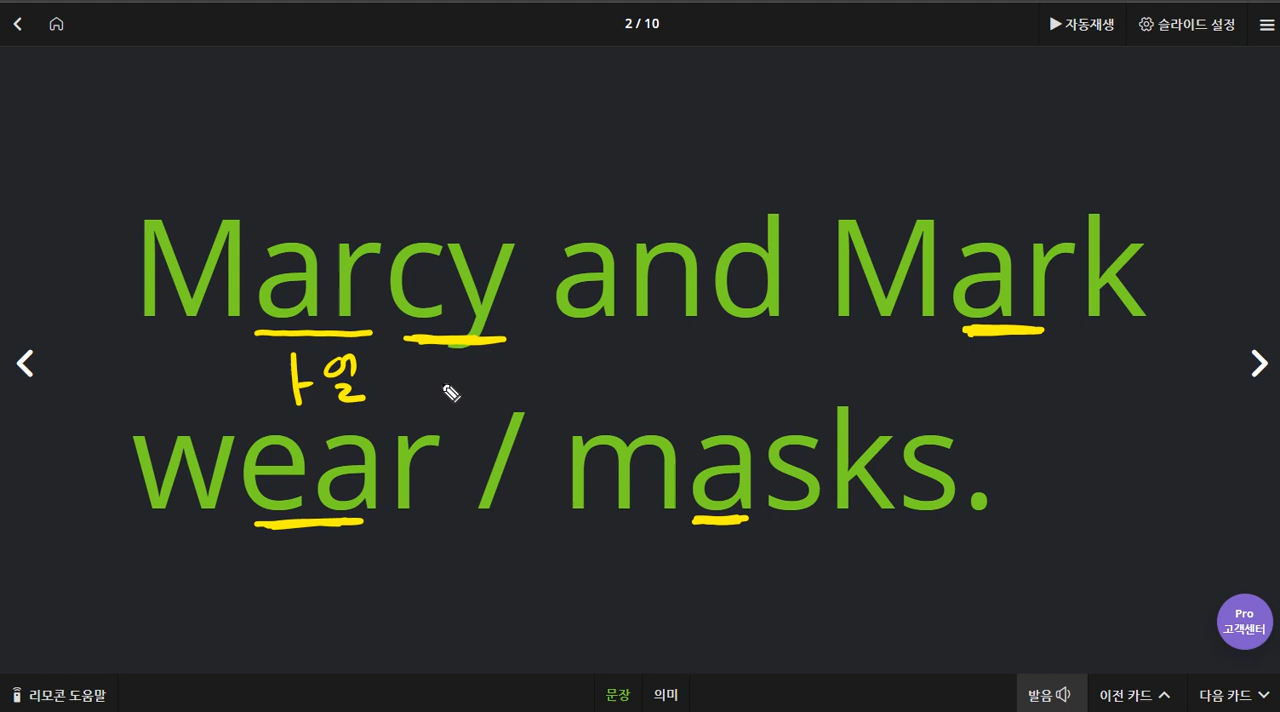 2 / 10
자동재생
슬라이드 설정
Marcy and Mark
ㅏ얼
wear / masks.
Pro
고객센터
리모콘 도움말
문장
의미
발음
이전 카드
다음 카드